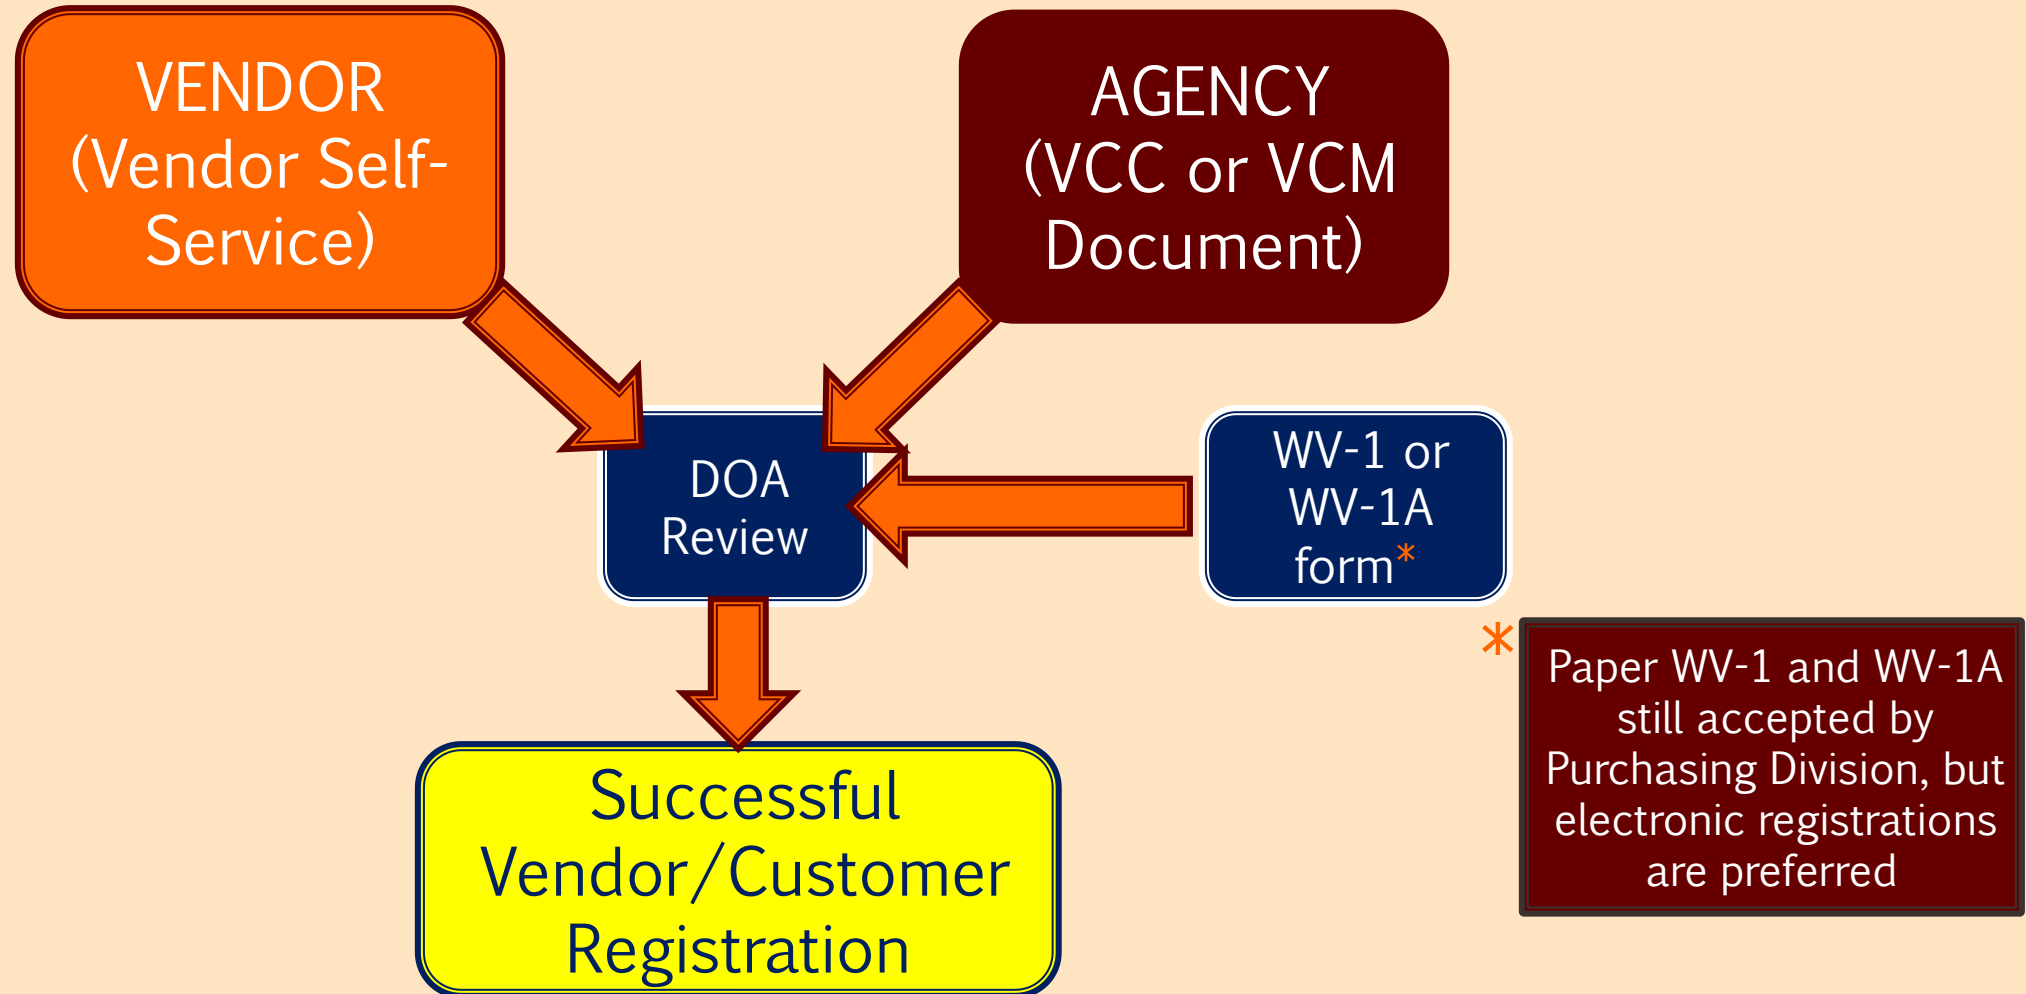 VENDOR
(Vendor Self-
Service)
AGENCY
(VCC or VCM
Document)
DOA
Review
WV-1 or
WV-1A
form*
* Paper WV-1 and WV-1A
still accepted by
Purchasing Division, but
electronic registrations
are preferred
Successful
Vendor/Customer
Registration